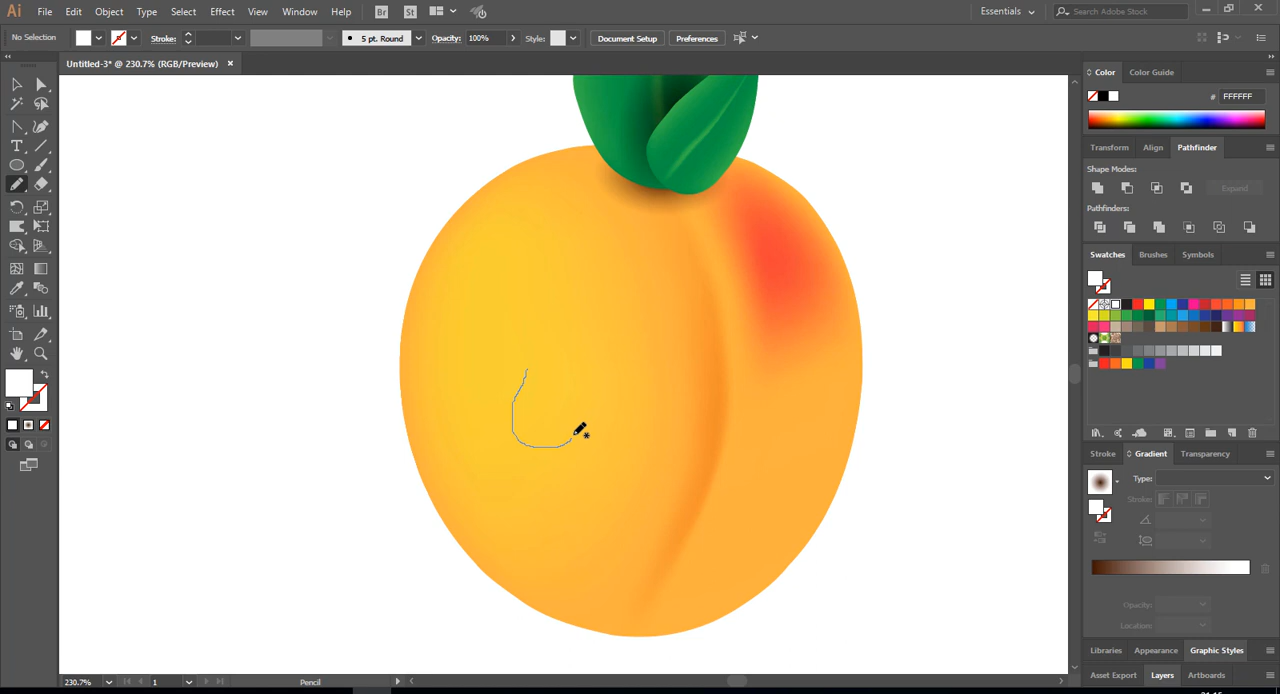 Ai File Edit Object Type Select Effect View Window Help Br St Essentials Search Adobe Stock
No Selection Stroke: 5 pt. Round Opacity: 100% Style: Document Setup Preferences
Untitled-3* @ 230.7% (RGB/Preview)
Color Color Guide
# FFFFFF
Transform Align Pathfinder
Shape Modes:
Expand
Pathfinders:
Swatches Brushes Symbols
Stroke Gradient Transparency
Type:
Stroke:
Opacity:
Location:
Libraries Appearance Graphic Styles
Asset Export Layers Artboards
230.7% 1 Pencil